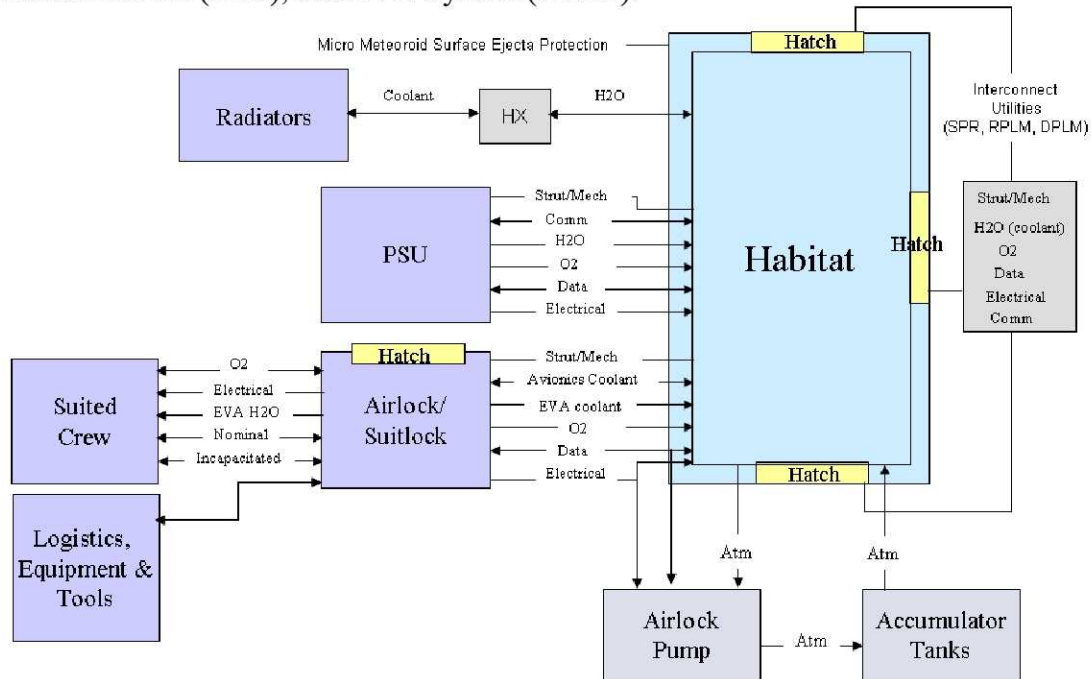 Micro Meteoroid Surface Ejecta Protection
Hatch
Radiators
Coolant
HX
H2O
Interconnect
Utilities
(SPR, RPLM, DPLM)
PSU
Strut/Mech
Comm
H2O
O2
Data
Electrical
Habitat
Hatch
Strut/Mech
H2O (coolant)
O2
Data
Electrical
Comm
Suited
Crew
O2
Electrical
EVA H2O
Nominal
Incapacitated
Hatch
Airlock/
Suitlock
Strut/Mech
Avionics Coolant
EVA coolant
O2
Data
Electrical
Hatch
Logistics,
Equipment &
Tools
Atm
Atm
Airlock
Pump
Atm
Accumulator
Tanks